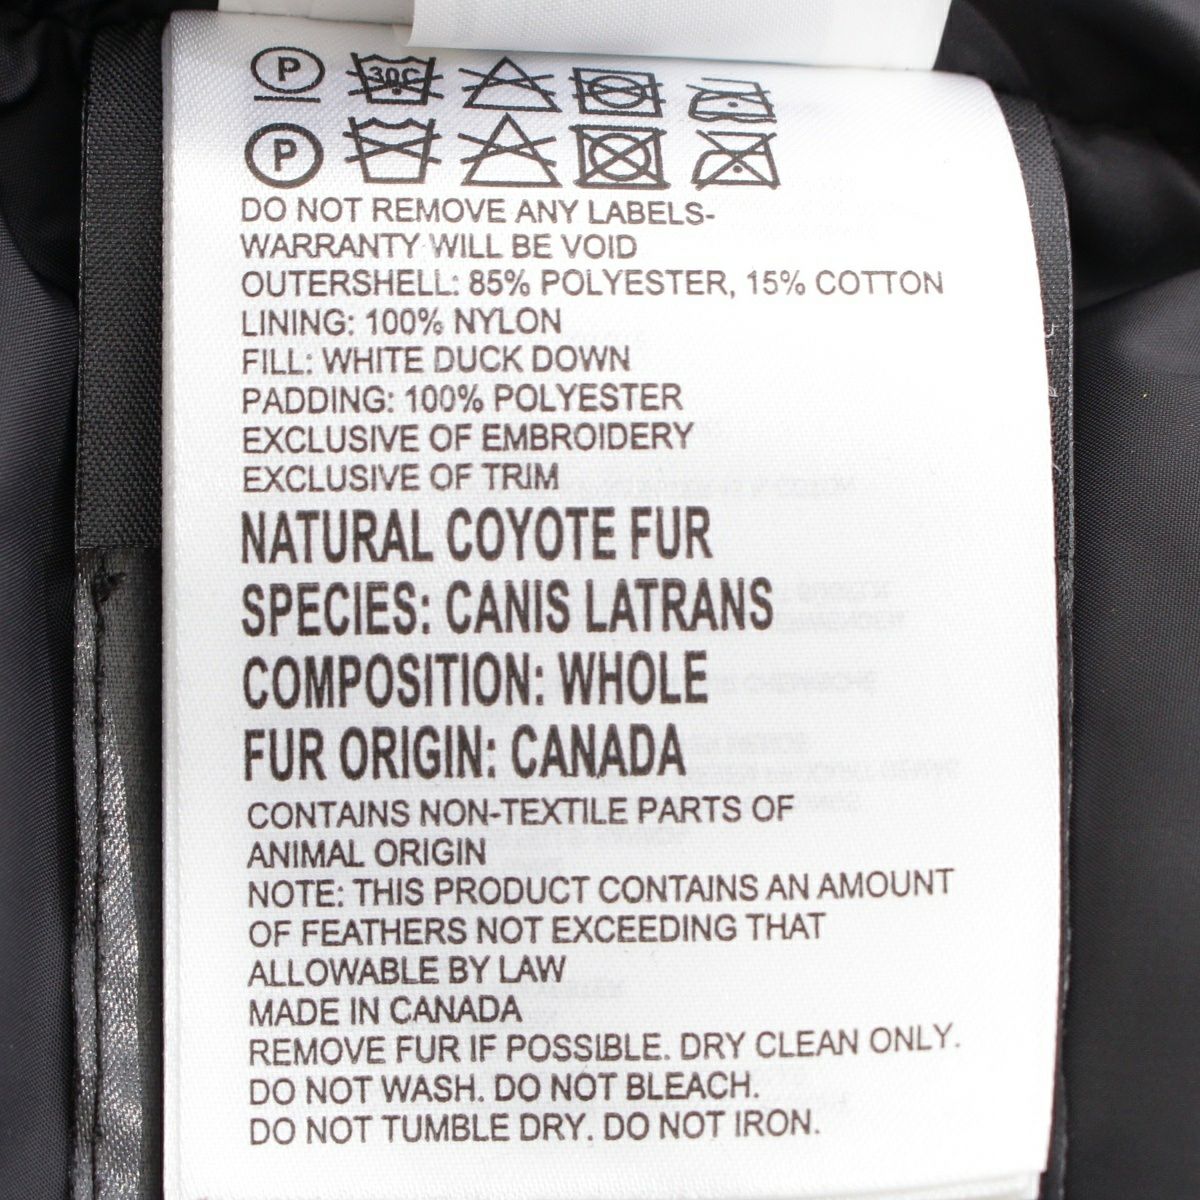 P 30C
P
DO NOT REMOVE ANY LABELS-
WARRANTY WILL BE VOID
OUTERSHELL: 85% POLYESTER, 15% COTTON
LINING: 100% NYLON
FILL: WHITE DUCK DOWN
PADDING: 100% POLYESTER
EXCLUSIVE OF EMBROIDERY
EXCLUSIVE OF TRIM
NATURAL COYOTE FUR
SPECIES: CANIS LATRANS
COMPOSITION: WHOLE
FUR ORIGIN: CANADA
CONTAINS NON-TEXTILE PARTS OF
ANIMAL ORIGIN
NOTE: THIS PRODUCT CONTAINS AN AMOUNT
OF FEATHERS NOT EXCEEDING THAT
ALLOWABLE BY LAW
MADE IN CANADA
REMOVE FUR IF POSSIBLE. DRY CLEAN ONLY.
DO NOT WASH. DO NOT BLEACH.
DO NOT TUMBLE DRY. DO NOT IRON.